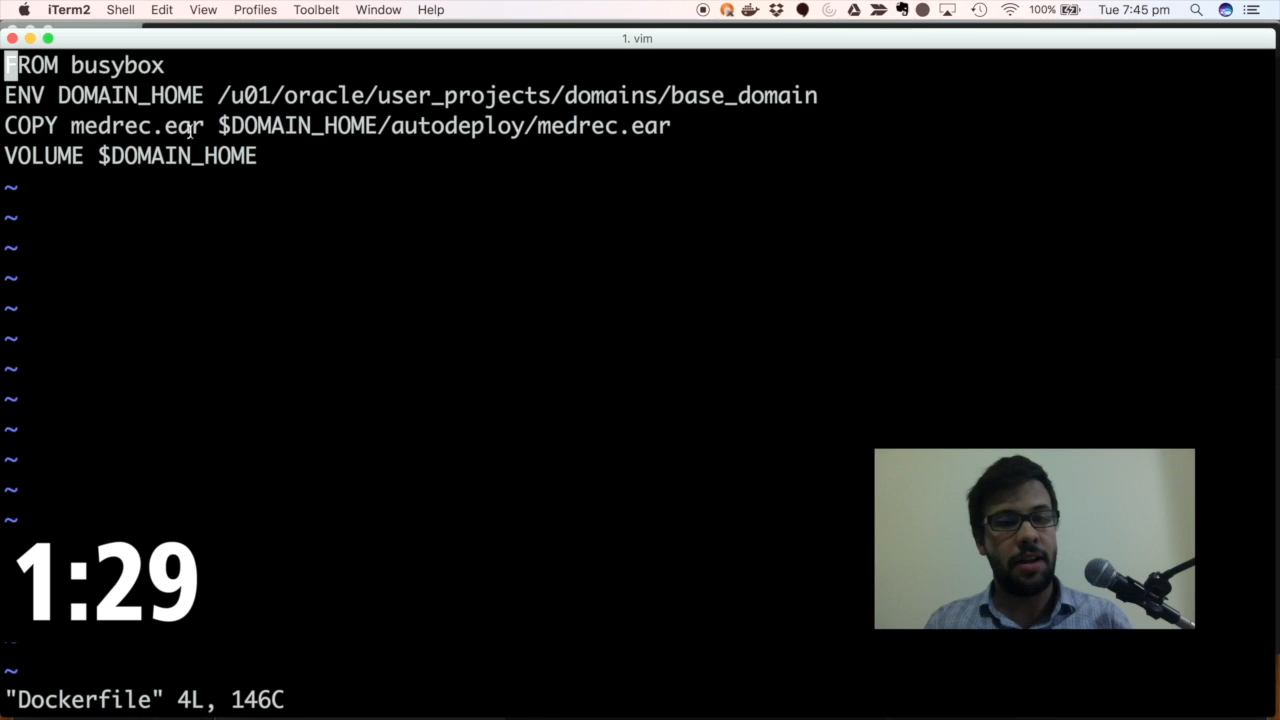 iTerm2 Shell Edit View Profiles Toolbelt Window Help 100% Tue 7:45 pm
1. vim
FROM busybox
ENV DOMAIN_HOME /u01/oracle/user_projects/domains/base_domain
COPY medrec.ear $DOMAIN_HOME/autodeploy/medrec.ear
VOLUME $DOMAIN_HOME
~
~
~
~
~
~
~
~
~
~
~
~
1:29
~
~
"Dockerfile" 4L, 146C